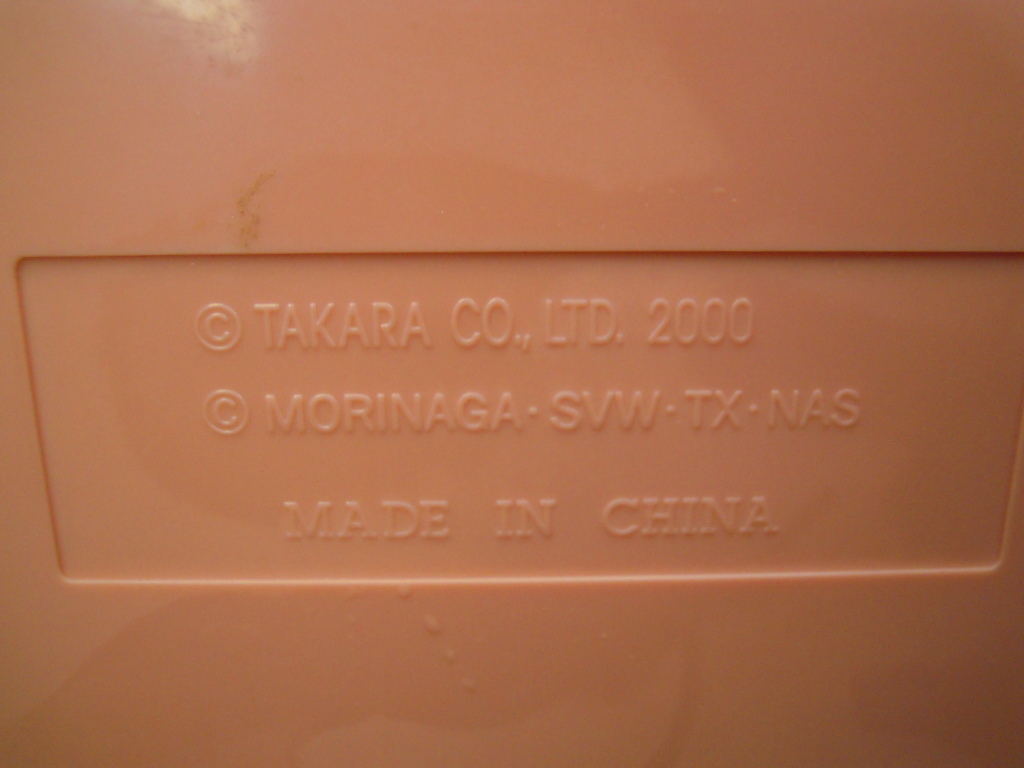 © TAKARA CO., LTD. 2000
© MORINAGA・SVW・TX・NAS
MADE IN CHINA